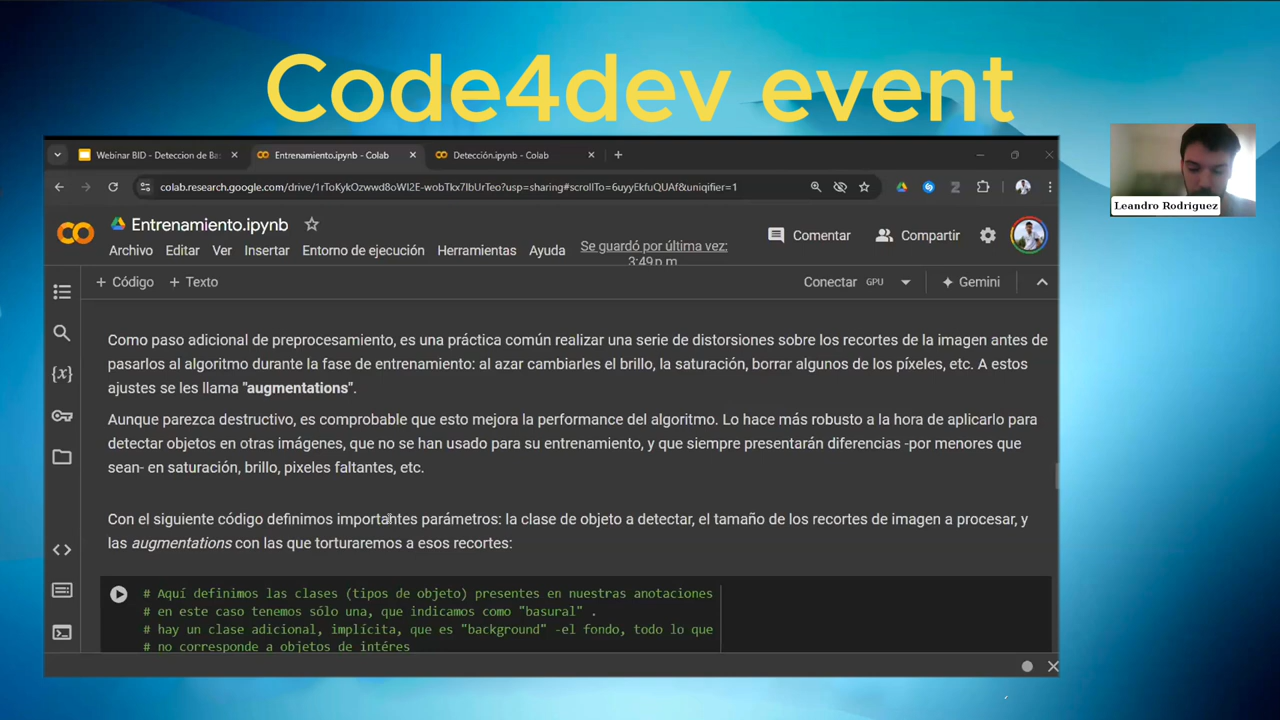 Code4dev event
Webinar BID - Deteccion de Ba
Entrenamiento.ipynb - Colab
Detección.ipynb - Colab
colab.research.google.com/drive/1rToKykOzwwd8oWI2E-wobTkx7IbUrTeo?usp=sharing#scrollTo=6uyyEkfuQUAf&uniqifier=1
Leandro Rodriguez
Entrenamiento.ipynb
Comentar
Compartir
Archivo Editar Ver Insertar Entorno de ejecución Herramientas Ayuda
Se guardó por última vez:
3:49 p.m.
+ Código + Texto
Conectar GPU
Gemini
Como paso adicional de preprocesamiento, es una práctica común realizar una serie de distorsiones sobre los recortes de la imagen antes de
pasarlos al algoritmo durante la fase de entrenamiento: al azar cambiarles el brillo, la saturación, borrar algunos de los píxeles, etc. A estos
ajustes se les llama "augmentations".
Aunque parezca destructivo, es comprobable que esto mejora la performance del algoritmo. Lo hace más robusto a la hora de aplicarlo para
detectar objetos en otras imágenes, que no se han usado para su entrenamiento, y que siempre presentarán diferencias -por menores que
sean- en saturación, brillo, pixeles faltantes, etc.
Con el siguiente código definimos importantes parámetros: la clase de objeto a detectar, el tamaño de los recortes de imagen a procesar, y
las augmentations con las que torturaremos a esos recortes:
# Aquí definimos las clases (tipos de objeto) presentes en nuestras anotaciones
# en este caso tenemos sólo una, que indicamos como "basural" .
# hay un clase adicional, implícita, que es "background" -el fondo, todo lo que
# no corresponde a objetos de intéres